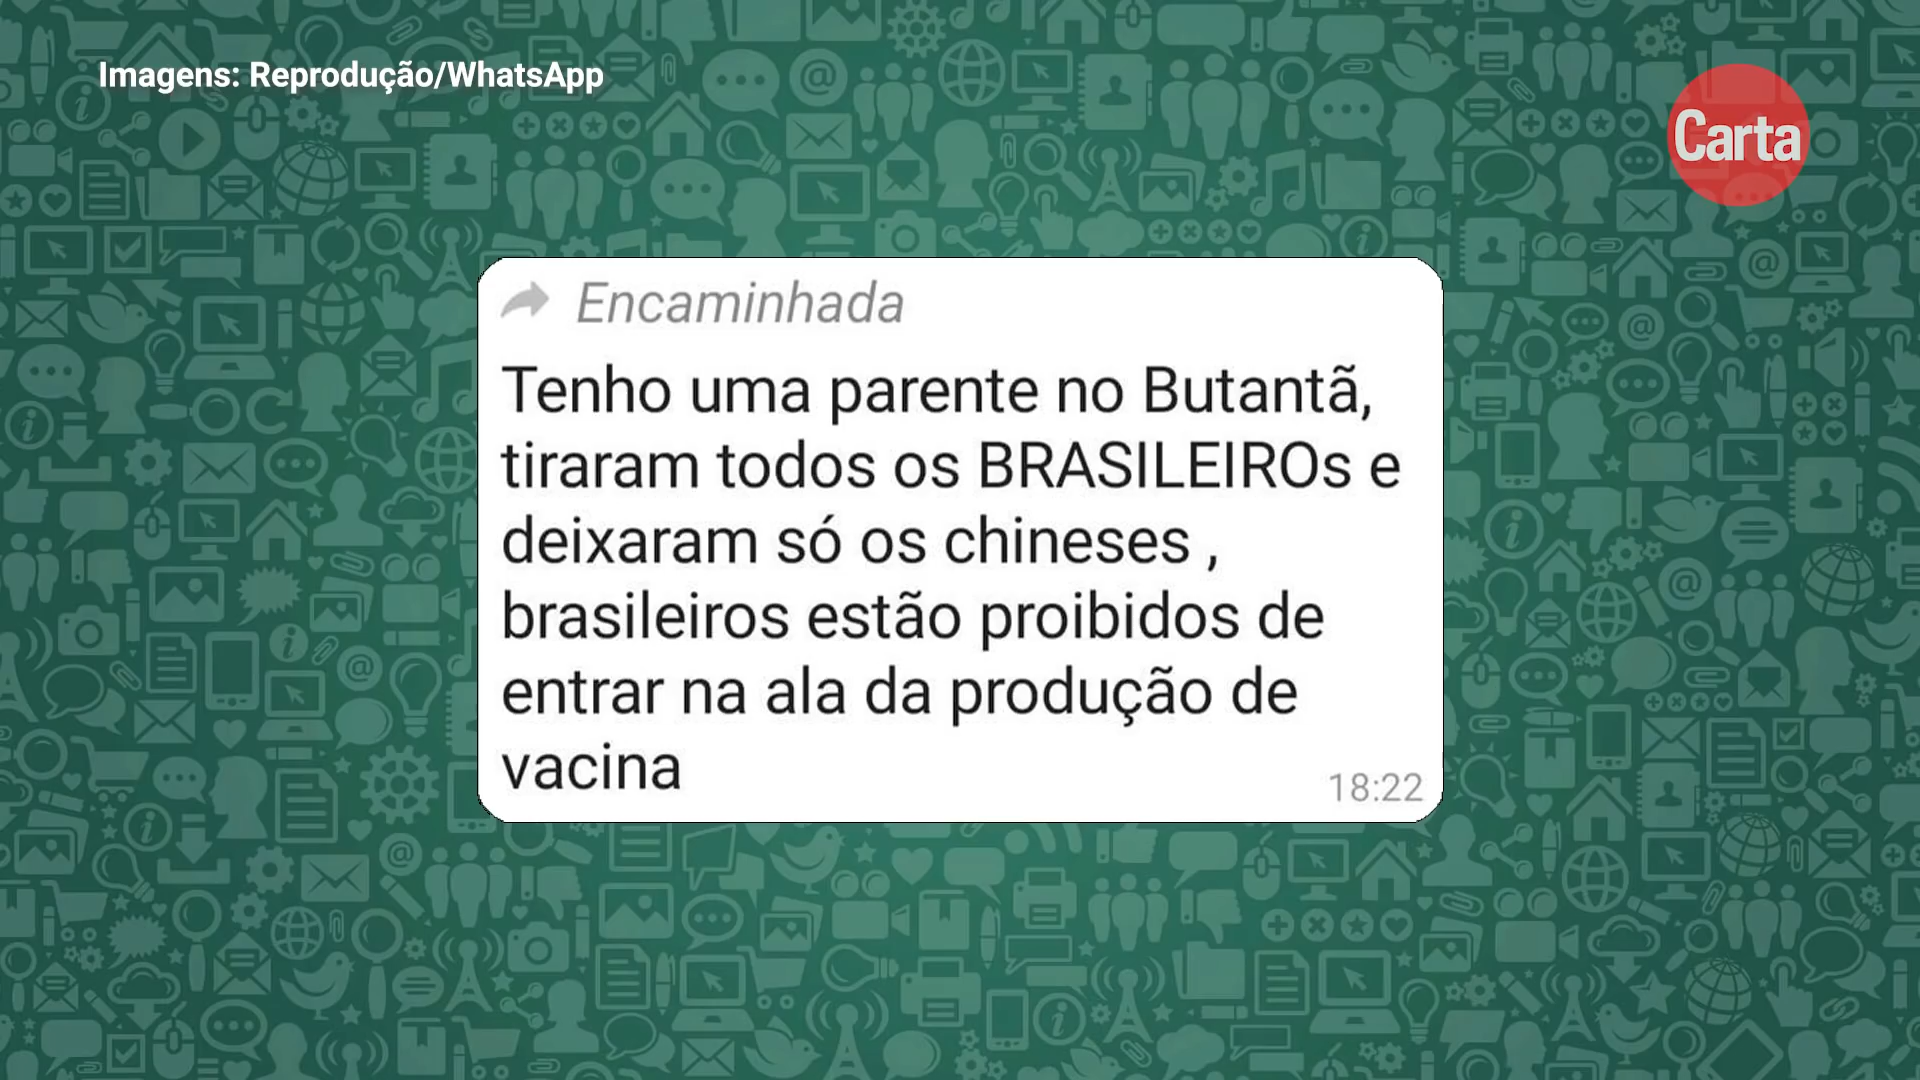 Imagens: Reprodução/WhatsApp
Carta
Encaminhada
Tenho uma parente no Butantã,
tiraram todos os BRASILEIROs e
deixaram só os chineses ,
brasileiros estão proibidos de
entrar na ala da produção de
vacina
18:22